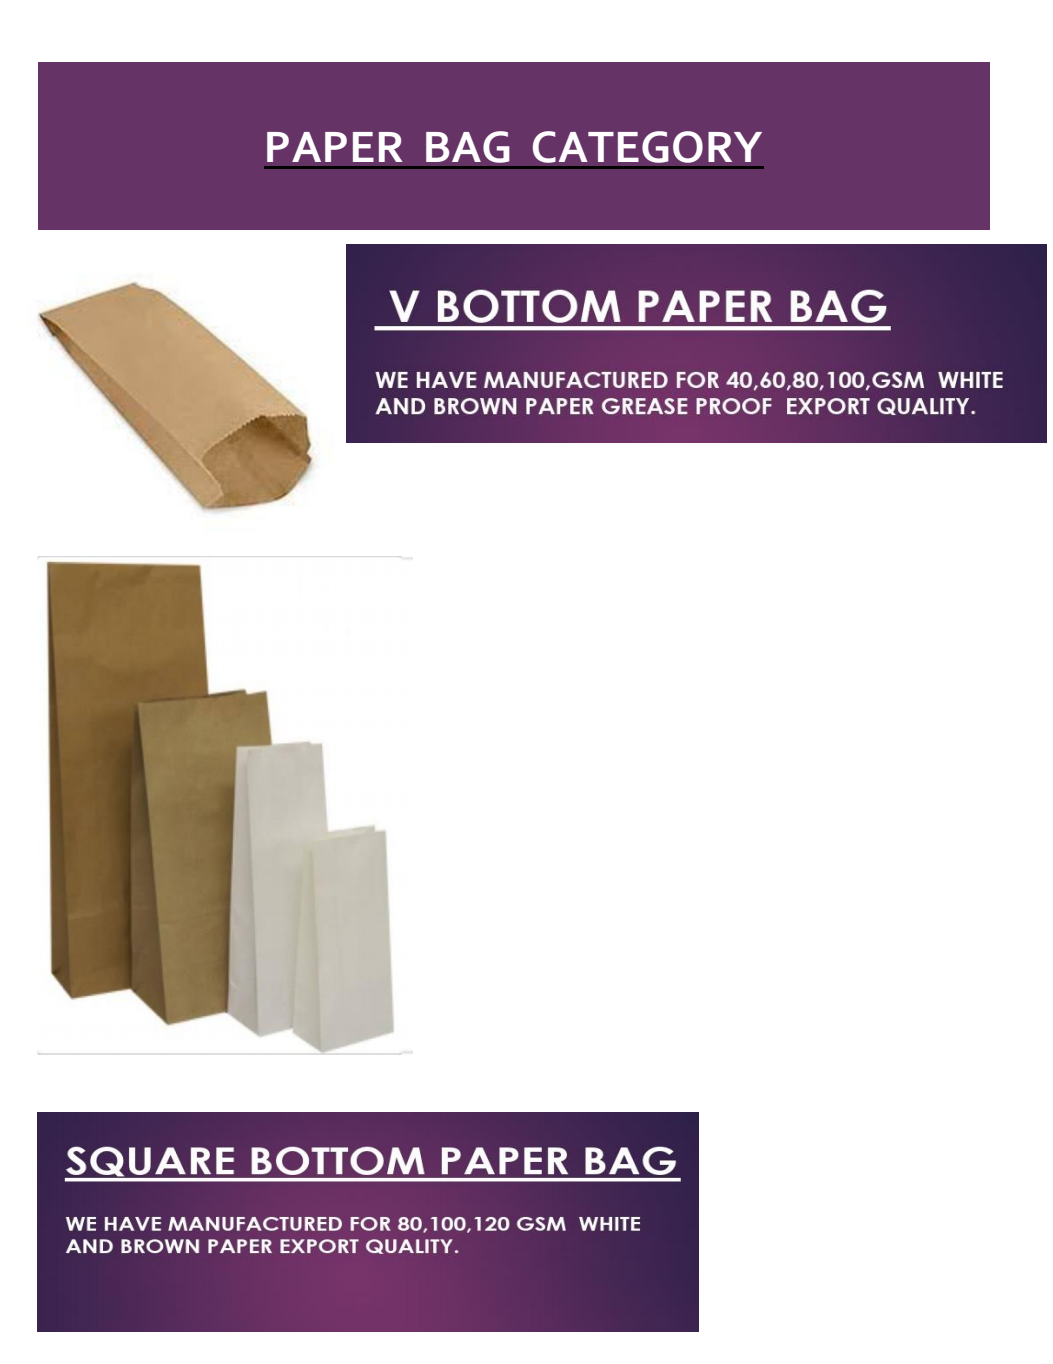 PAPER BAG CATEGORY
V BOTTOM PAPER BAG
WE HAVE MANUFACTURED FOR 40,60,80,100,GSM WHITE
AND BROWN PAPER GREASE PROOF EXPORT QUALITY.
SQUARE BOTTOM PAPER BAG
WE HAVE MANUFACTURED FOR 80,100,120 GSM WHITE
AND BROWN PAPER EXPORT QUALITY.